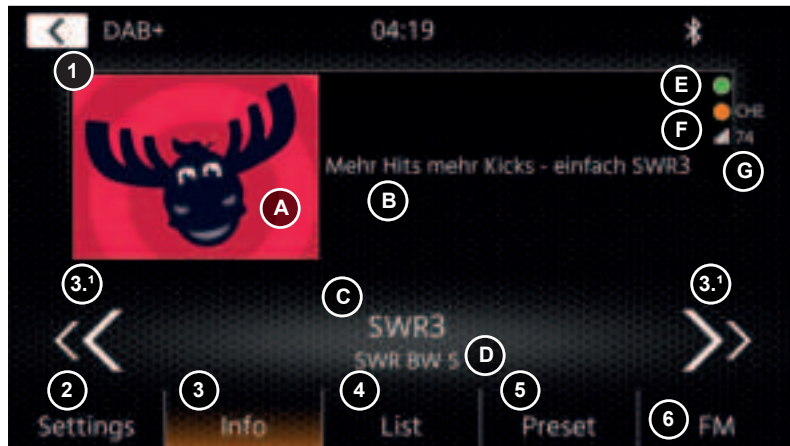 DAB+ 04:19
1
E
CHE
F 74
Mehr Hits mehr Kicks - einfach SWR3 G
A B
3.¹ C 3.¹
SWR3
SWR BW S D
2 3 4 5
Settings Info List Preset 6 FM